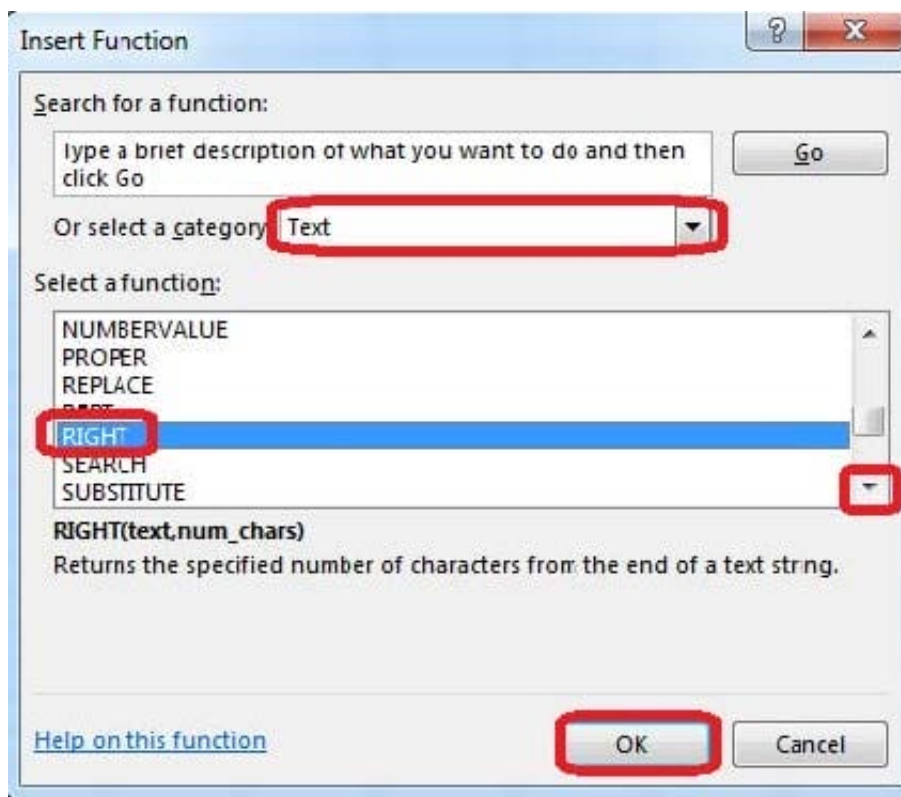 Insert Function
Search for a function:
Type a brief description of what you want to do and then
click Go
Go
Or select a category Text
Select a function:
NUMBERVALUE
PROPER
REPLACE
REPT
RIGHT
SEARCH
SUBSTITUTE
RIGHT(text,num_chars)
Returns the specified number of characters from the end of a text string.
Help on this function
OK
Cancel